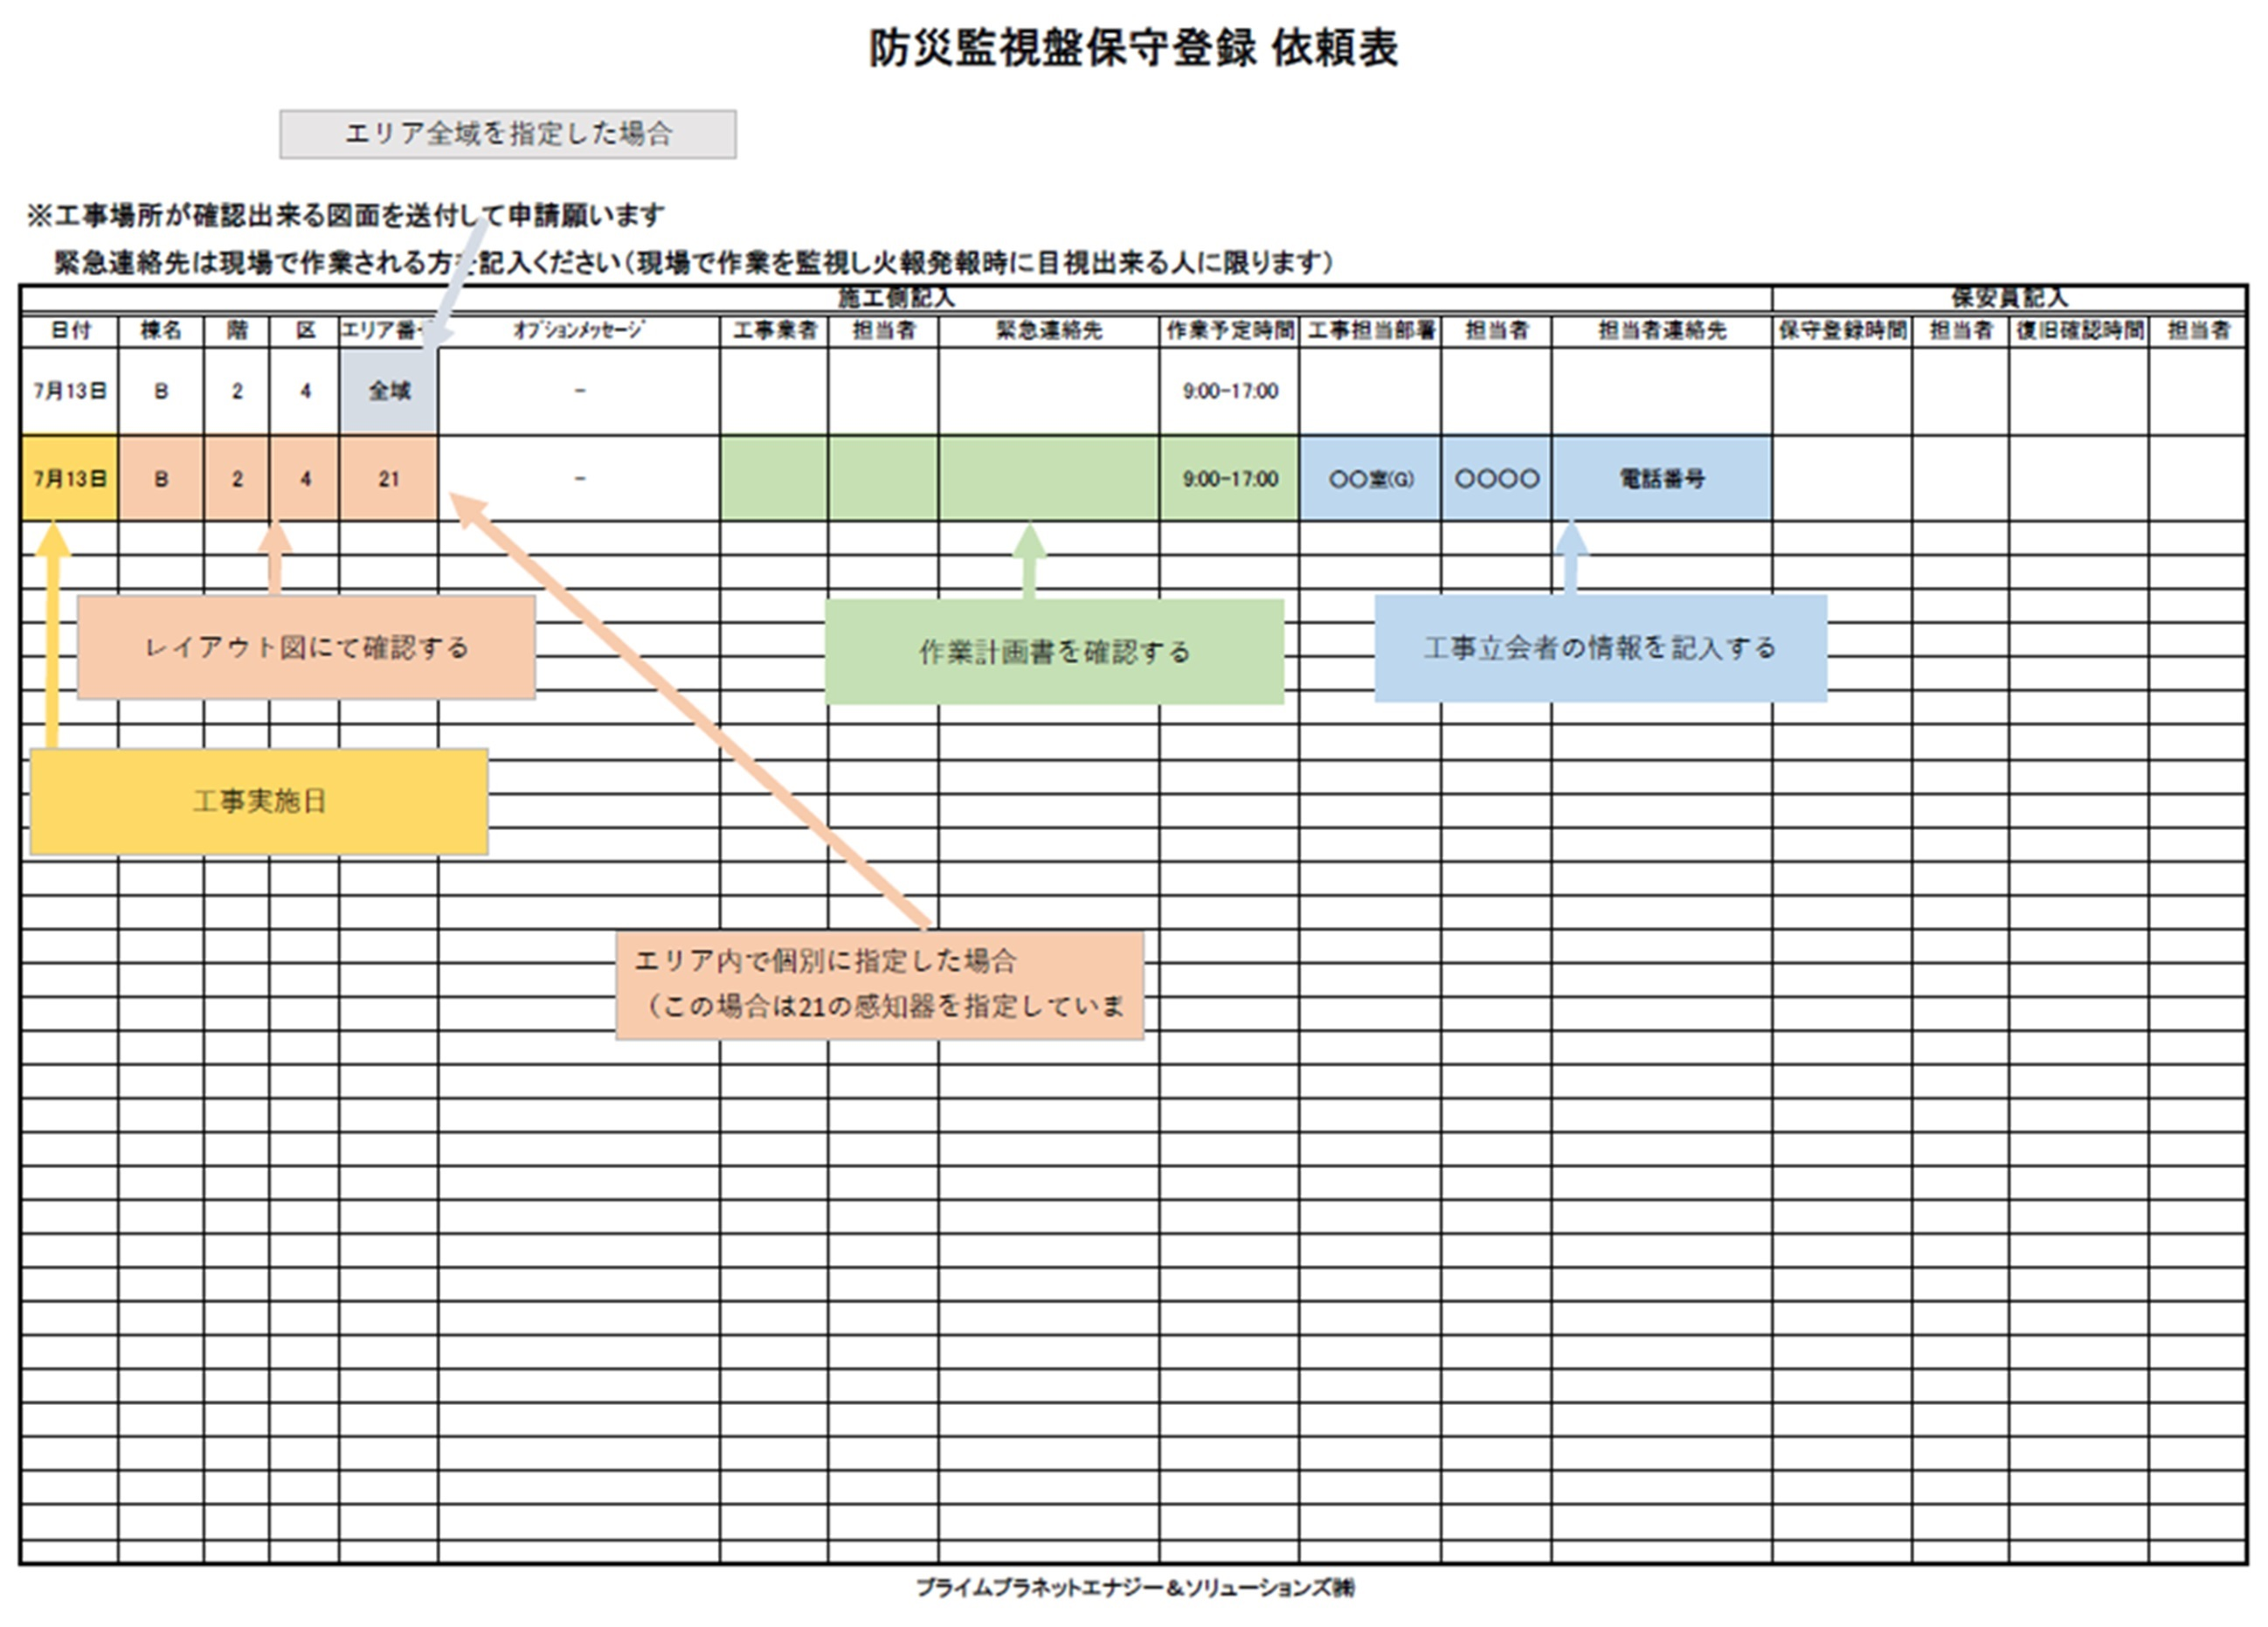 防災監視盤保守登録 依頼表
エリア全域を指定した場合
※工事場所が確認出来る図面を送付して申請願います
緊急連絡先は現場で作業される方を記入ください（現場で作業を監視し火報発報時に目視出来る人に限ります）
施工側記入 保安員記入
日付 棟名 階 区 エリア番号 ｵﾌﾟｼｮﾝﾒｯｾｰｼﾞ 工事業者 担当者 緊急連絡先 作業予定時間 工事担当部署 担当者 担当者連絡先 保守登録時間 担当者 復旧確認時間 担当者
7月13日 B 2 4 全域 － 9:00-17:00
7月13日 B 2 4 21 － 9:00-17:00 〇〇室(G) 〇〇〇〇 電話番号
レイアウト図にて確認する
作業計画書を確認する
工事立会者の情報を記入する
工事実施日
エリア内で個別に指定した場合
（この場合は21の感知器を指定していま
プライムプラネットエナジー＆ソリューションズ㈱